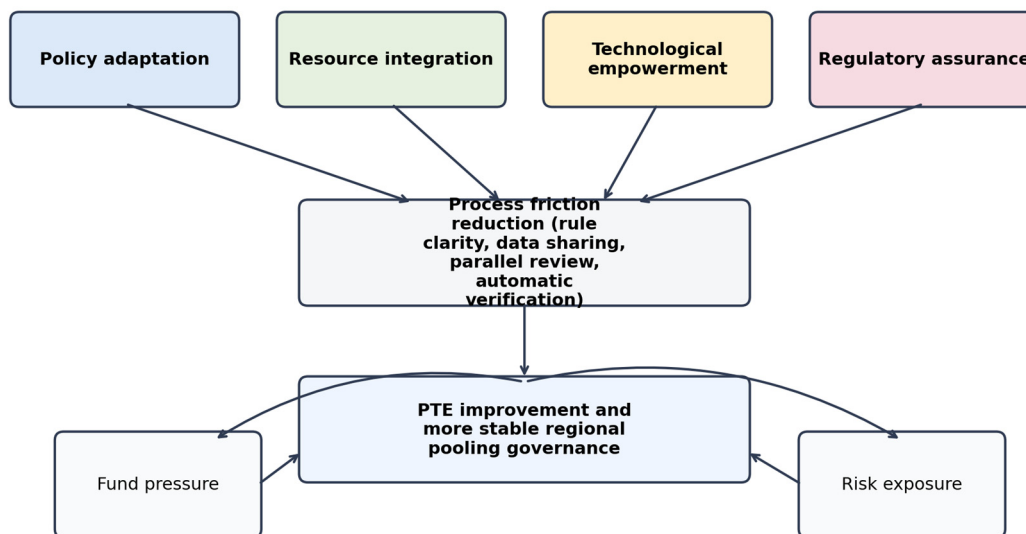 Policy adaptation
Resource integration
Technological
empowerment
Regulatory assurance
Process friction
reduction (rule
clarity, data sharing,
parallel review,
automatic
verification)
PTE improvement and
more stable regional
pooling governance
Fund pressure
Risk exposure